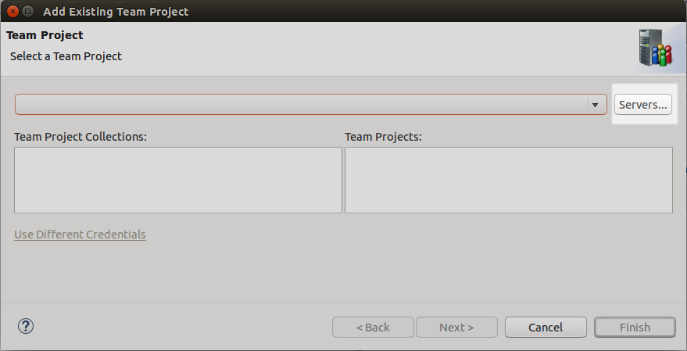 Add Existing Team Project
Team Project
Select a Team Project
Servers...
Team Project Collections:
Team Projects:
Use Different Credentials
?
< Back
Next >
Cancel
Finish